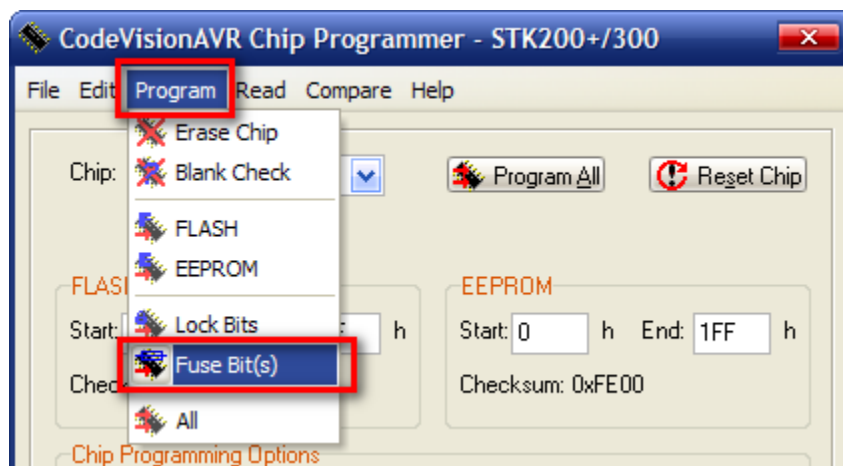 CodeVisionAVR Chip Programmer - STK200+/300
File Edit Program Read Compare Help
Erase Chip
Chip: Blank Check Program All Reset Chip
FLASH
EEPROM
FLAS EEPROM
Start: Lock Bits h Start: 0 h End: 1FF h
Fuse Bit(s)
Chec Checksum: 0xFE00
All
Chip Programming Options